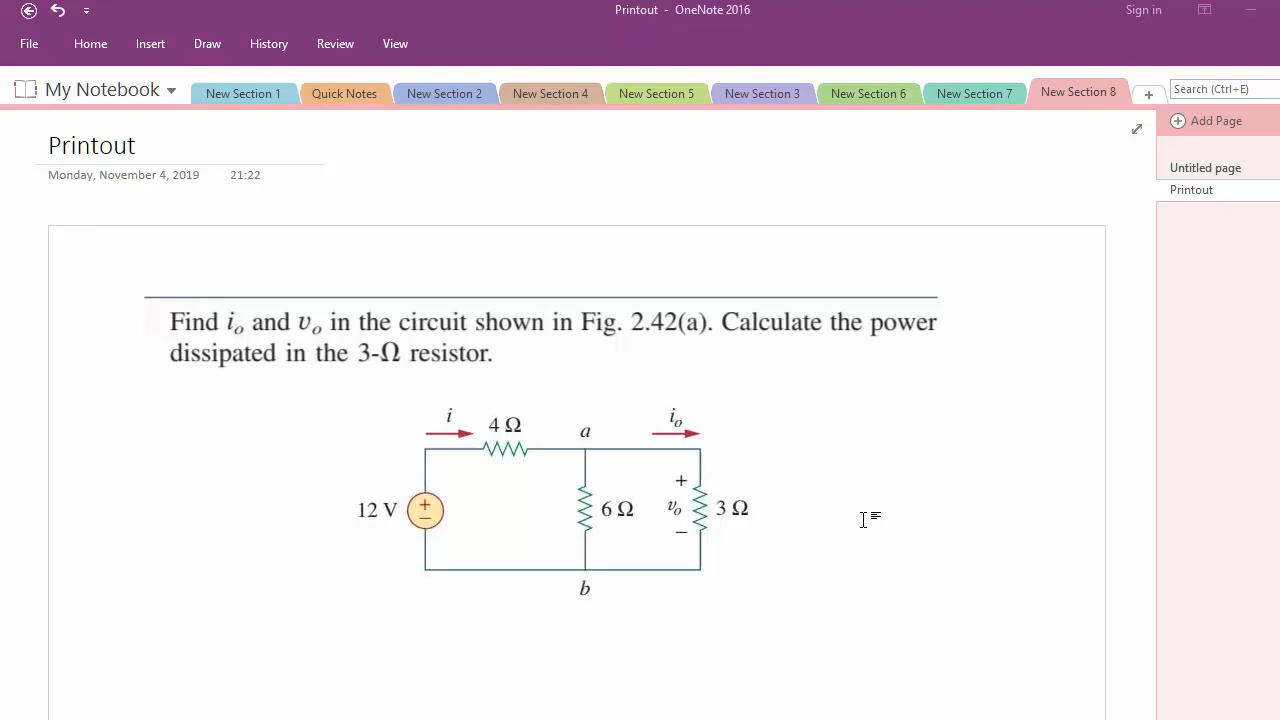 Printout - OneNote 2016
Sign in
File Home Insert Draw History Review View
My Notebook
New Section 1 Quick Notes New Section 2 New Section 4 New Section 5 New Section 3 New Section 6 New Section 7 New Section 8 +
Search (Ctrl+E)
Add Page
Untitled page
Printout
Printout
Monday, November 4, 2019 21:22
Find iₒ and vₒ in the circuit shown in Fig. 2.42(a). Calculate the power
dissipated in the 3-Ω resistor.
i
4 Ω
a
iₒ
12 V
+
−
6 Ω
+
vₒ
−
3 Ω
b